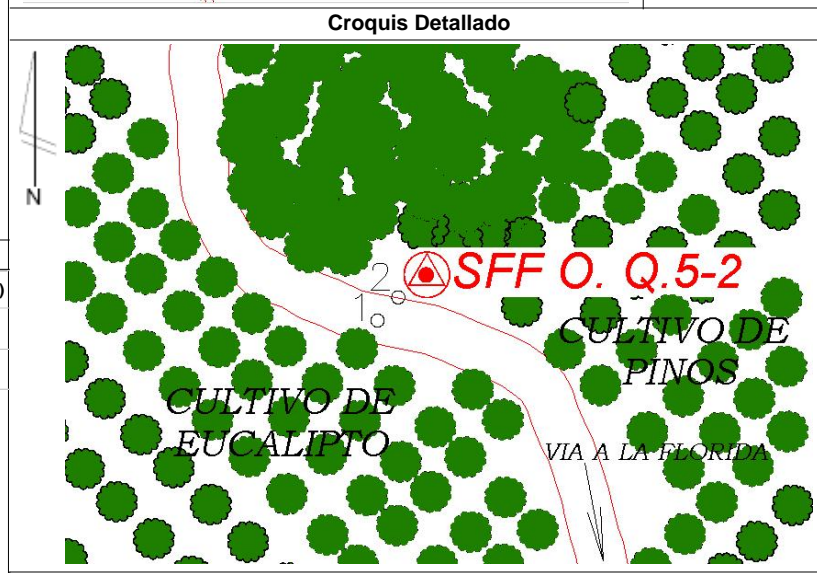 Croquis Detallado
N
SFF O. Q.5-2
2
1
CULTIVO DE
PINOS
CULTIVO DE
EUCALIPTO
VIA A LA FLORIDA